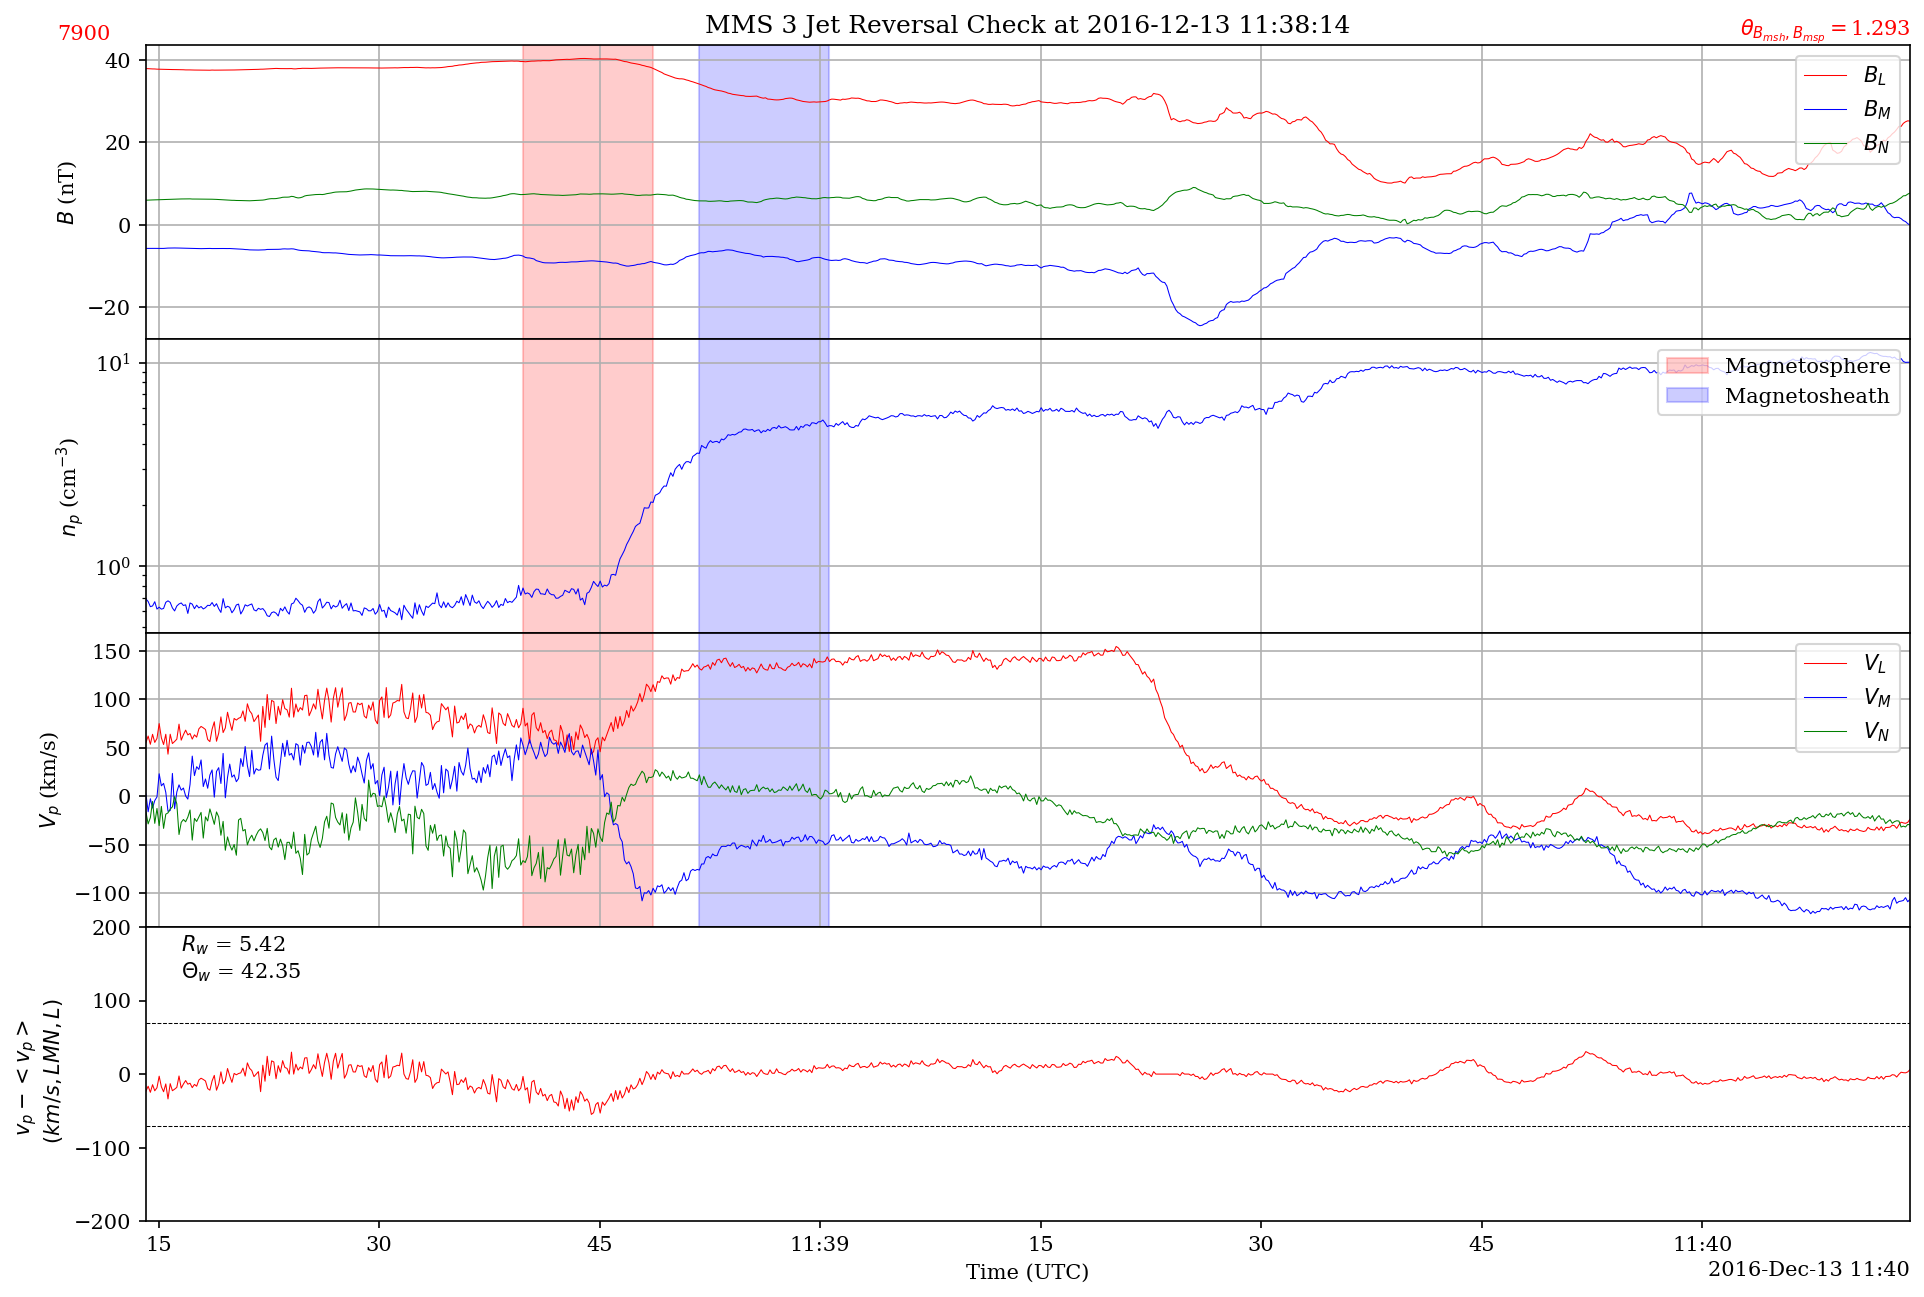 MMS 3 Jet Reversal Check at 2016-12-13 11:38:14
7900
θ_{B_{msh}, B_{msp}} = 1.293
40
20
0
−20
B (nT)
B_L
B_M
B_N
10^1
10^0
n_p (cm^{−3})
Magnetosphere
Magnetosheath
150
100
50
0
−50
−100
V_p (km/s)
V_L
V_M
V_N
200
100
0
−100
−200
v_p − < v_p >
(km/s, LMN, L)
R_w = 5.42
Θ_w = 42.35
15 30 45 11:39 15 30 45 11:40
Time (UTC)
2016-Dec-13 11:40